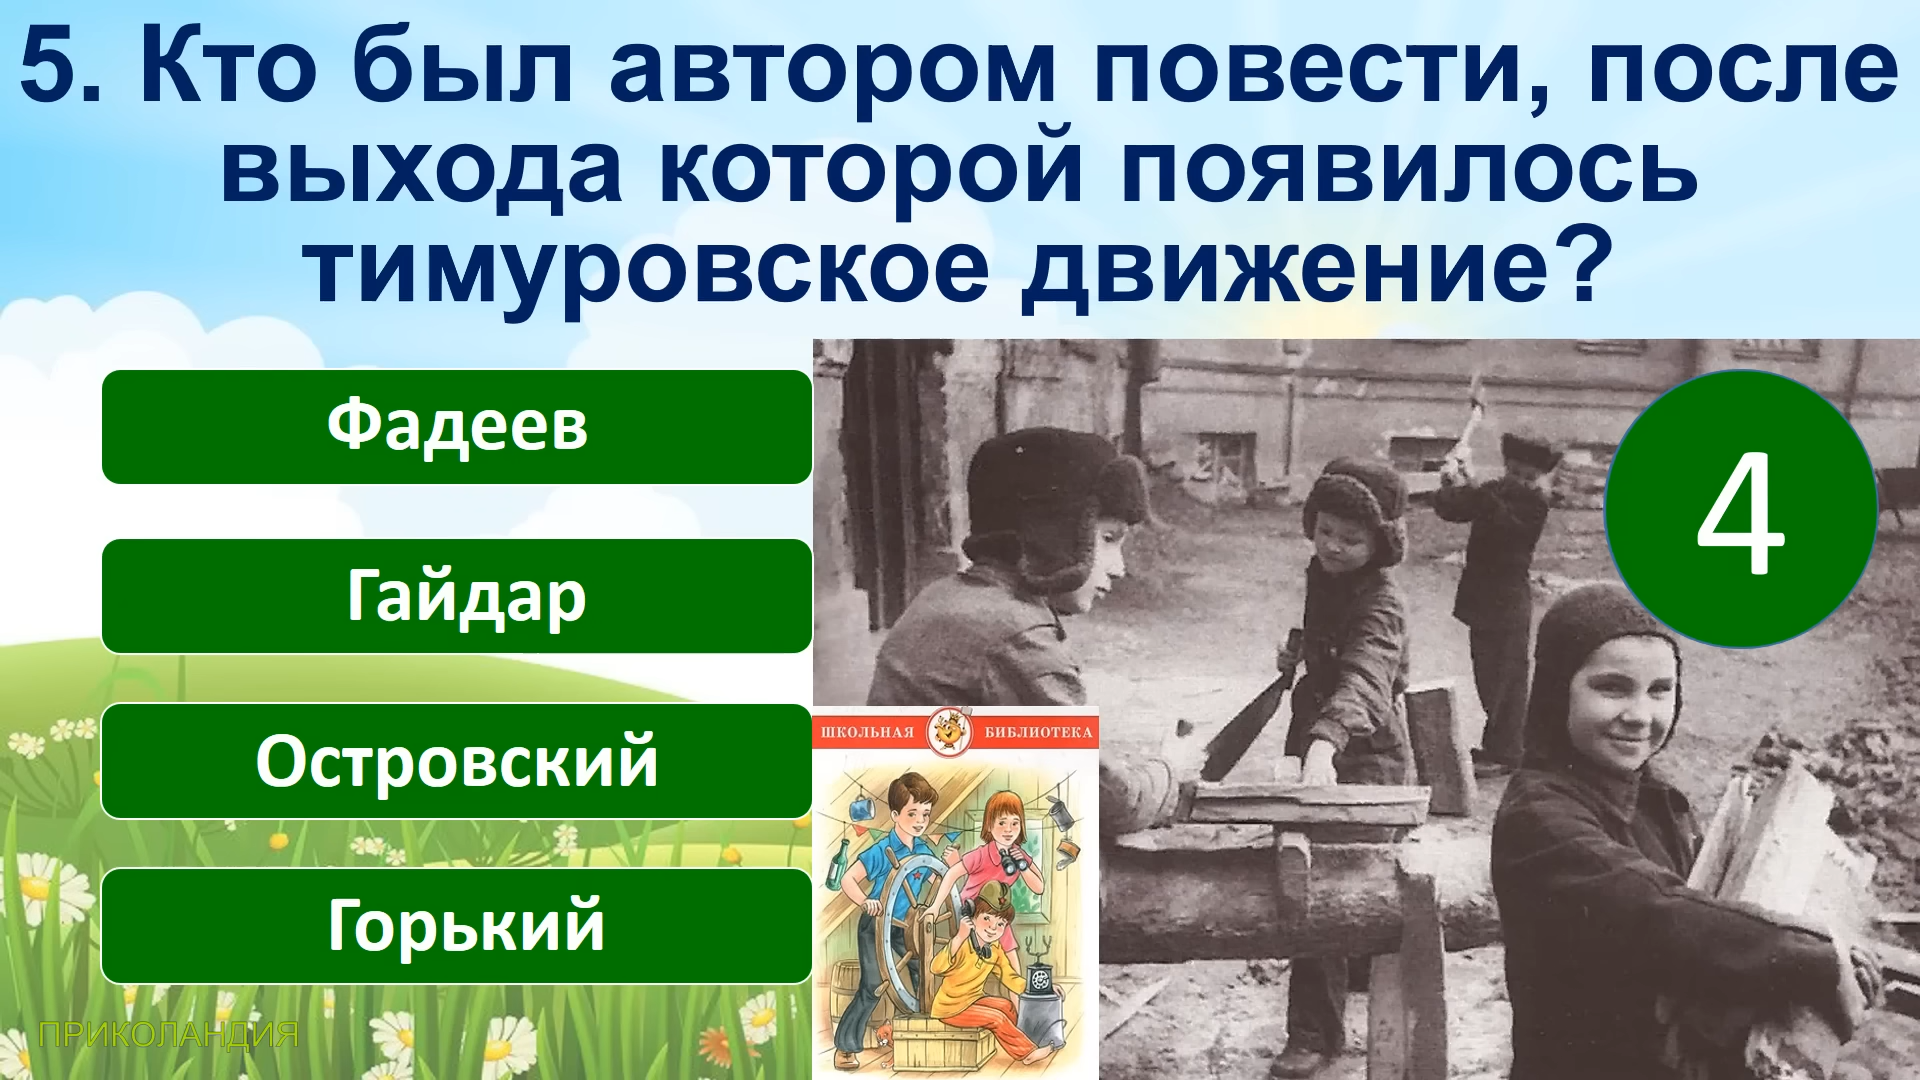 5. Кто был автором повести, после
выхода которой появилось
тимуровское движение?
Фадеев
4
Гайдар
Островский
ШКОЛЬНАЯ БИБЛИОТЕКА
Горький
ПРИКОЛАНДИЯ